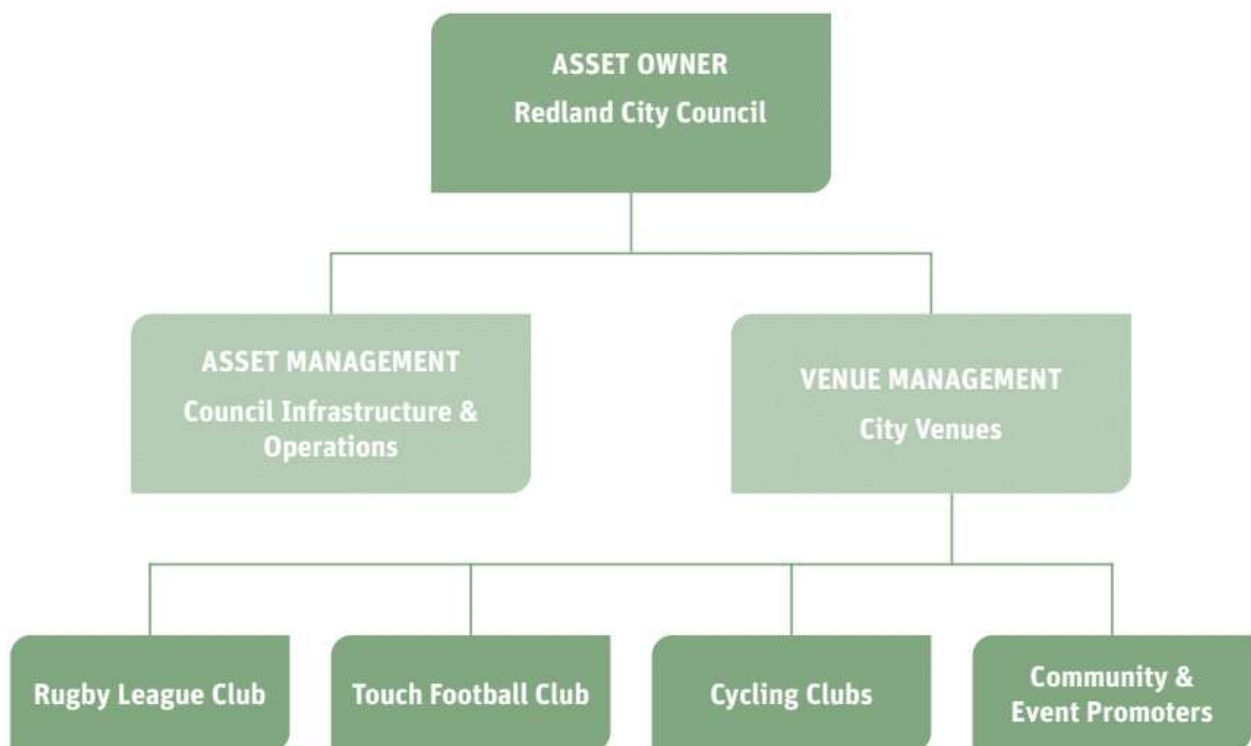 ASSET OWNER
Redland City Council
ASSET MANAGEMENT
Council Infrastructure &
Operations
VENUE MANAGEMENT
City Venues
Rugby League Club
Touch Football Club
Cycling Clubs
Community &
Event Promoters